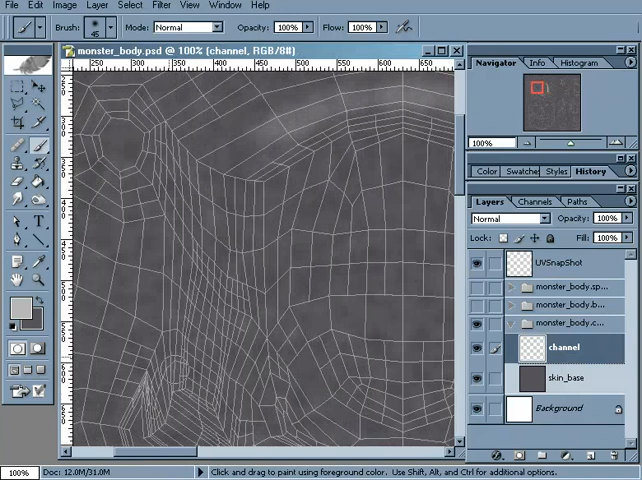 File Edit Image Layer Select Filter View Window Help
Brush: 45 Mode: Normal Opacity: 100% Flow: 100%
monster_body.psd @ 100% (channel, RGB/8#)
250 300 350 400 450 500 550 600 650
Navigator Info Histogram
100%
Color Swatches Styles History
Layers Channels Paths
Normal Opacity: 100%
Lock: Fill: 100%
UVSnapShot
monster_body.sp...
monster_body.b...
monster_body.c...
channel
skin_base
Background
100% Doc: 12.0M/31.0M Click and drag to paint using foreground color. Use Shift, Alt, and Ctrl for additional options.